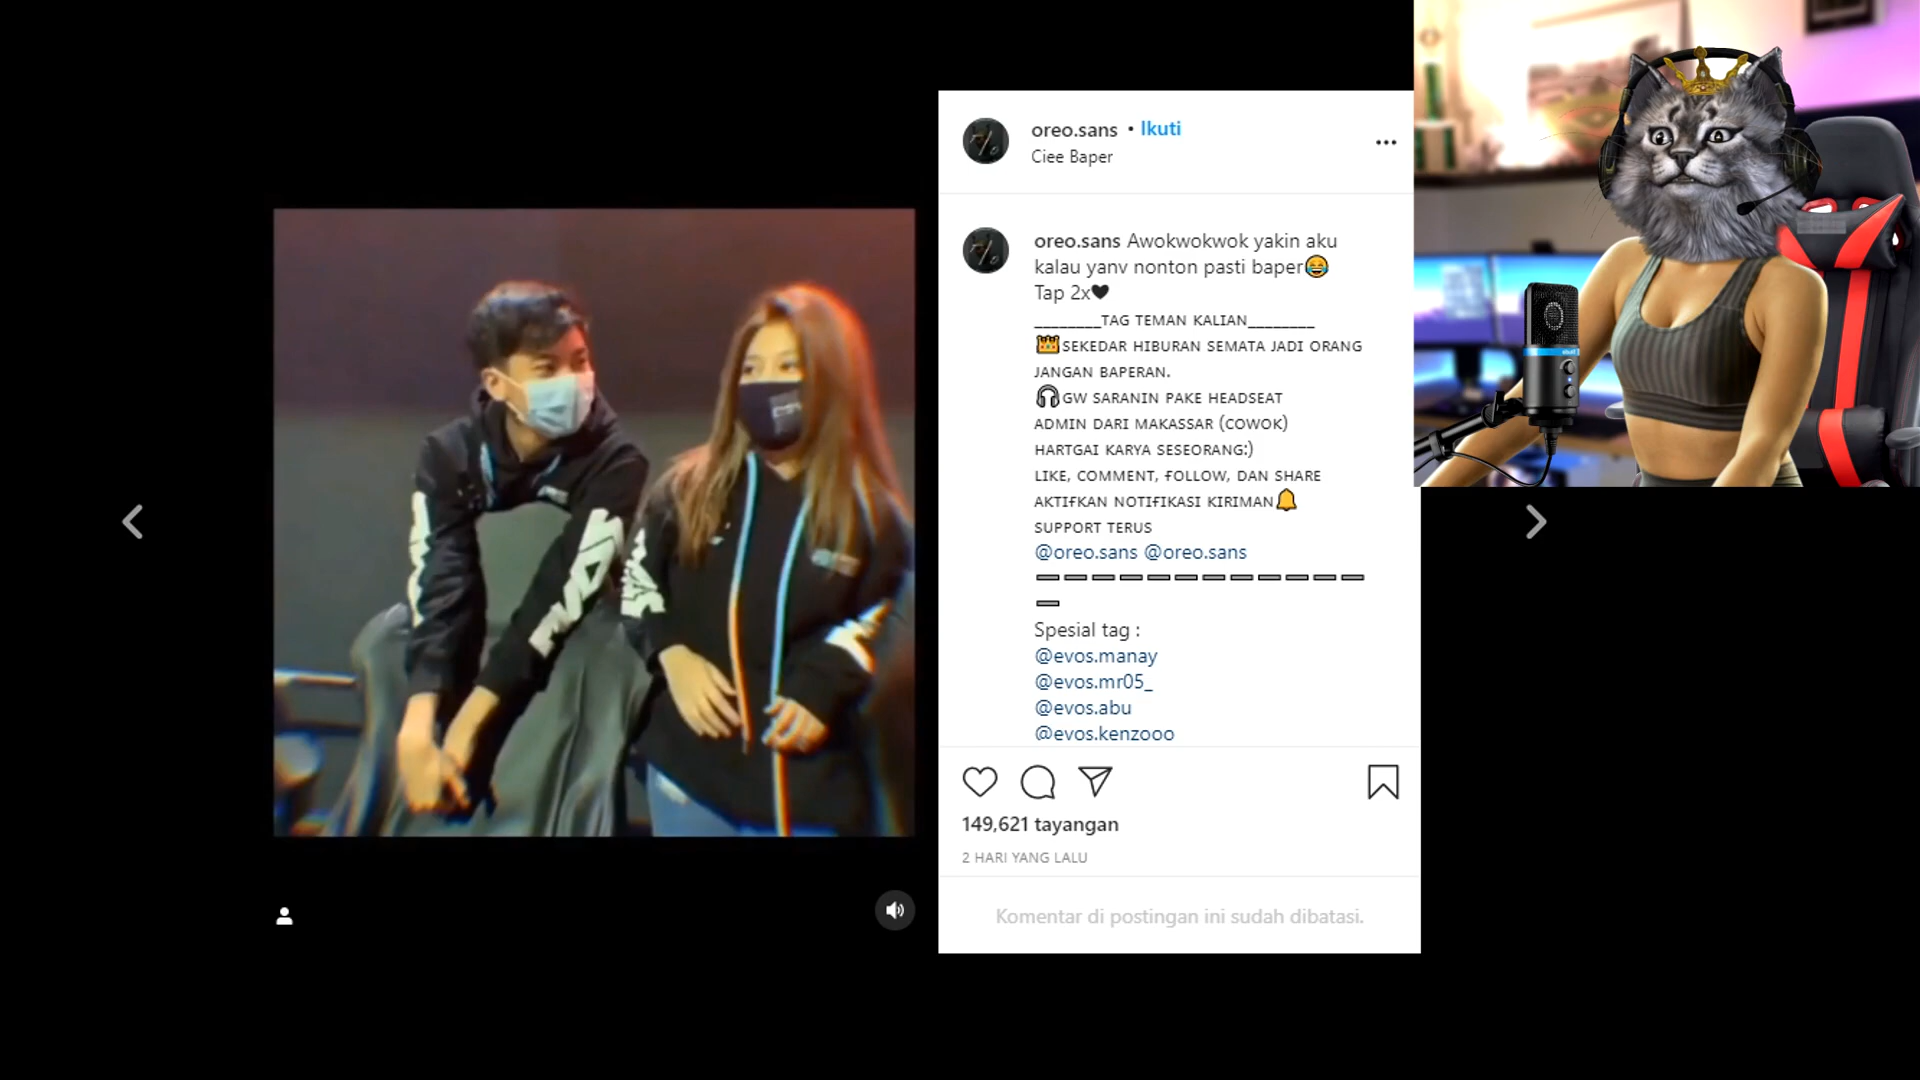 oreo.sans • Ikuti
Ciee Baper
oreo.sans Awokwokwok yakin aku
kalau yanv nonton pasti baper😂
Tap 2x🖤
________TAG TEMAN KALIAN________
👑SEKEDAR HIBURAN SEMATA JADI ORANG
JANGAN BAPERAN.
🎧GW SARANIN PAKE HEADSEAT
ADMIN DARI MAKASSAR (COWOK)
HARTGAI KARYA SESEORANG:)
LIKE, COMMENT, FOLLOW, DAN SHARE
AKTIFKAN NOTIFIKASI KIRIMAN🔔
SUPPORT TERUS
@oreo.sans @oreo.sans
➖➖➖➖➖➖➖➖➖➖➖➖
➖
Spesial tag :
@evos.manay
@evos.mr05_
@evos.abu
@evos.kenzooo
149,621 tayangan
2 HARI YANG LALU
Komentar di postingan ini sudah dibatasi.